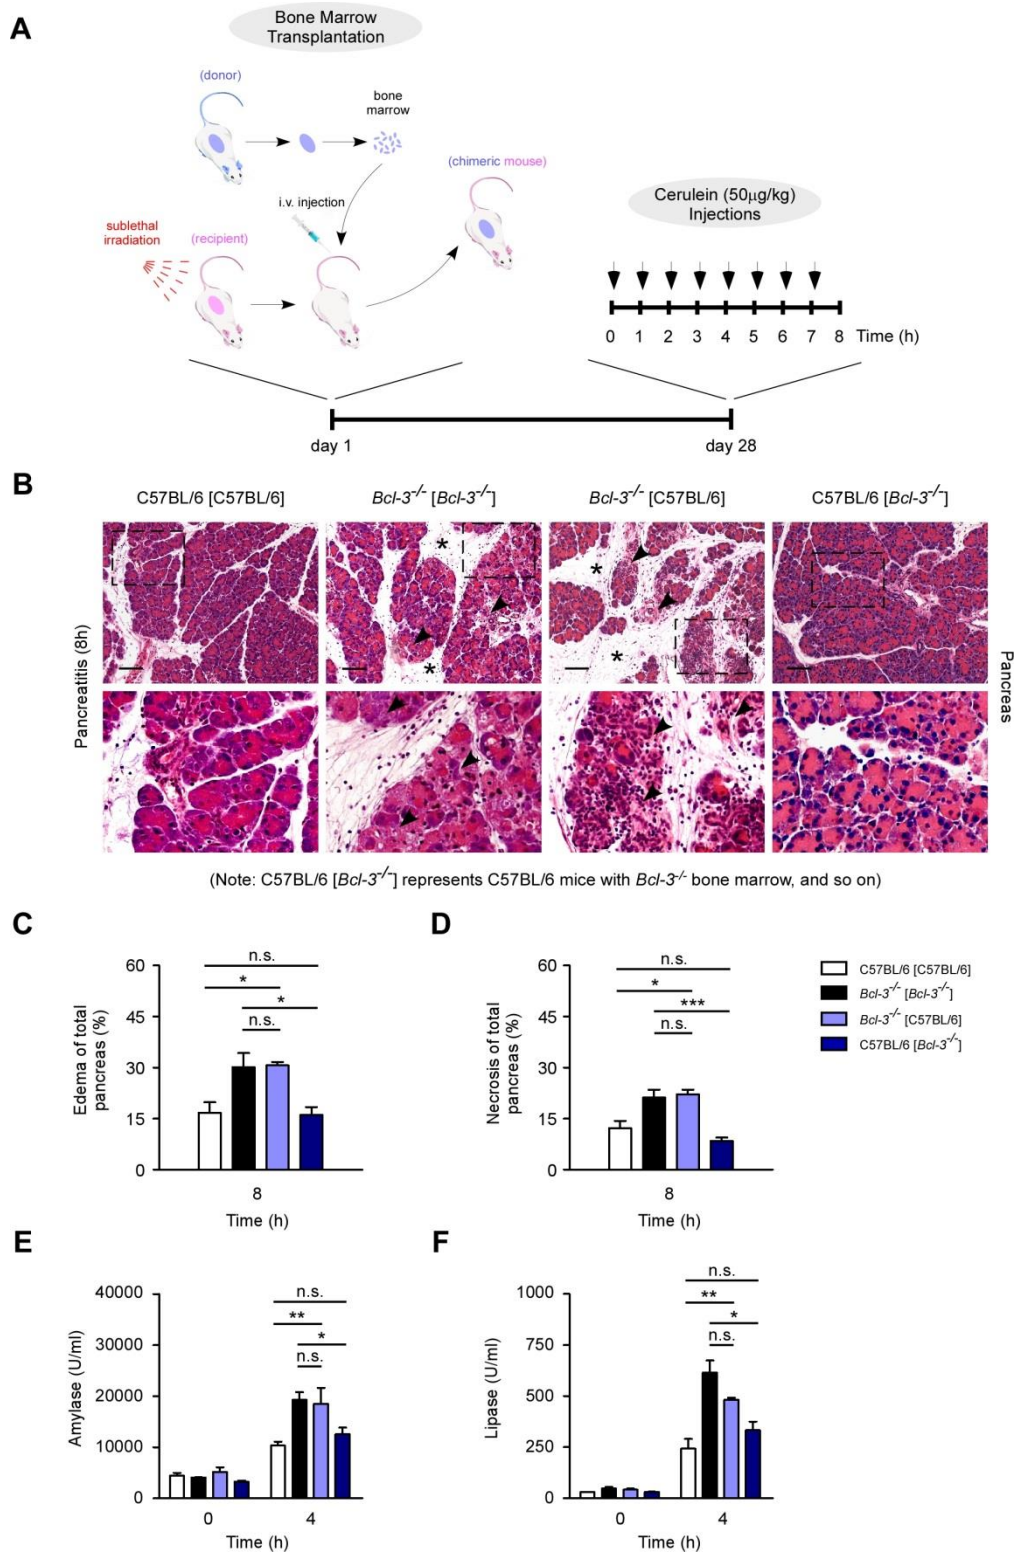 A
Bone Marrow
Transplantation
(donor)
bone
marrow
(chimeric mouse)
i.v. injection
sublethal
irradiation
(recipient)
Cerulein (50µg/kg)
Injections
0 1 2 3 4 5 6 7 8 Time (h)
day 1
day 28
B
C57BL/6 [C57BL/6]
Bcl-3-/- [Bcl-3-/-]
Bcl-3-/- [C57BL/6]
C57BL/6 [Bcl-3-/-]
Pancreatitis (8h)
* * * *
Pancreas
(Note: C57BL/6 [Bcl-3-/-] represents C57BL/6 mice with Bcl-3-/- bone marrow, and so on)
C
n.s.
*
*
n.s.
60
45
30
15
0
Edema of total
pancreas (%)
8
Time (h)
D
n.s.
*
***
n.s.
60
45
30
15
0
Necrosis of total
pancreas (%)
8
Time (h)
C57BL/6 [C57BL/6]
Bcl-3-/- [Bcl-3-/-]
Bcl-3-/- [C57BL/6]
C57BL/6 [Bcl-3-/-]
E
n.s.
**
*
n.s.
40000
30000
20000
10000
0
Amylase (U/ml)
0 4
Time (h)
F
n.s.
**
*
n.s.
1000
750
500
250
0
Lipase (U/ml)
0 4
Time (h)